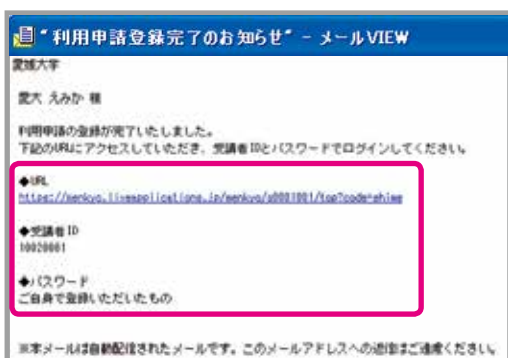 "利用申請登録完了のお知らせ" - メールVIEW
愛媛大学
愛大 えみか 様
利用申請の登録が完了いたしました。
下記のURLにアクセスしていただき、受講者IDとパスワードでログインしてください。
◆URL
◆受講者ID
10020001
◆パスワード
ご自身で登録いただいたもの
※本メールは自動配信されたメールです。このメールアドレスへの返信はご遠慮ください。